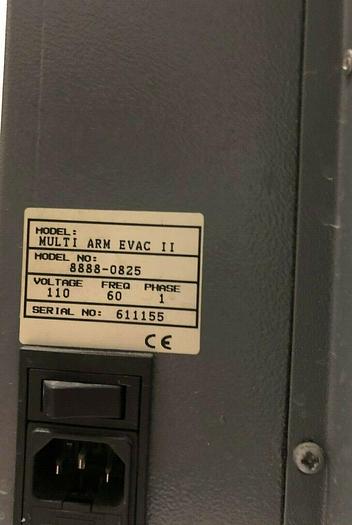 MODEL:
MULTI ARM EVAC II
MODEL NO:
8888-0825
VOLTAGE FREQ PHASE
110 60 1
SERIAL NO: 611155
CE